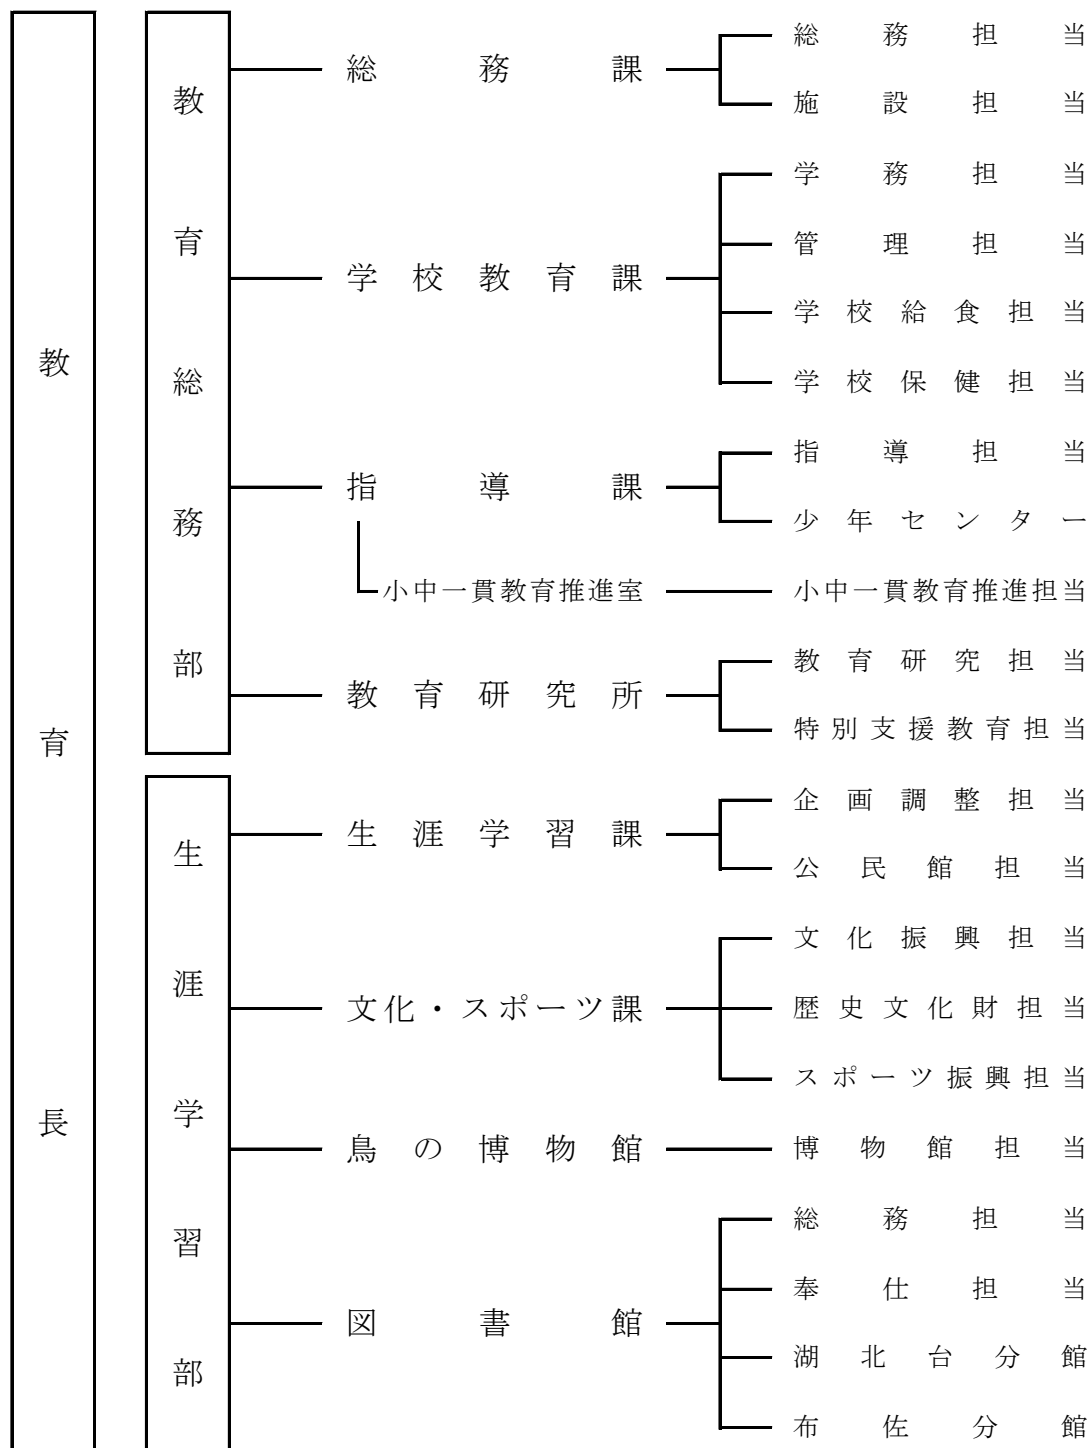 教育長
教育総務部
総務課
総務担当
施設担当
学校教育課
学務担当
管理担当
学校給食担当
学校保健担当
指導課
指導担当
少年センター
小中一貫教育推進室
小中一貫教育推進担当
教育研究所
教育研究担当
特別支援教育担当
生涯学習部
生涯学習課
企画調整担当
公民館担当
文化・スポーツ課
文化振興担当
歴史文化財担当
スポーツ振興担当
鳥の博物館
博物館担当
図書館
総務担当
奉仕担当
湖北台分館
布佐分館